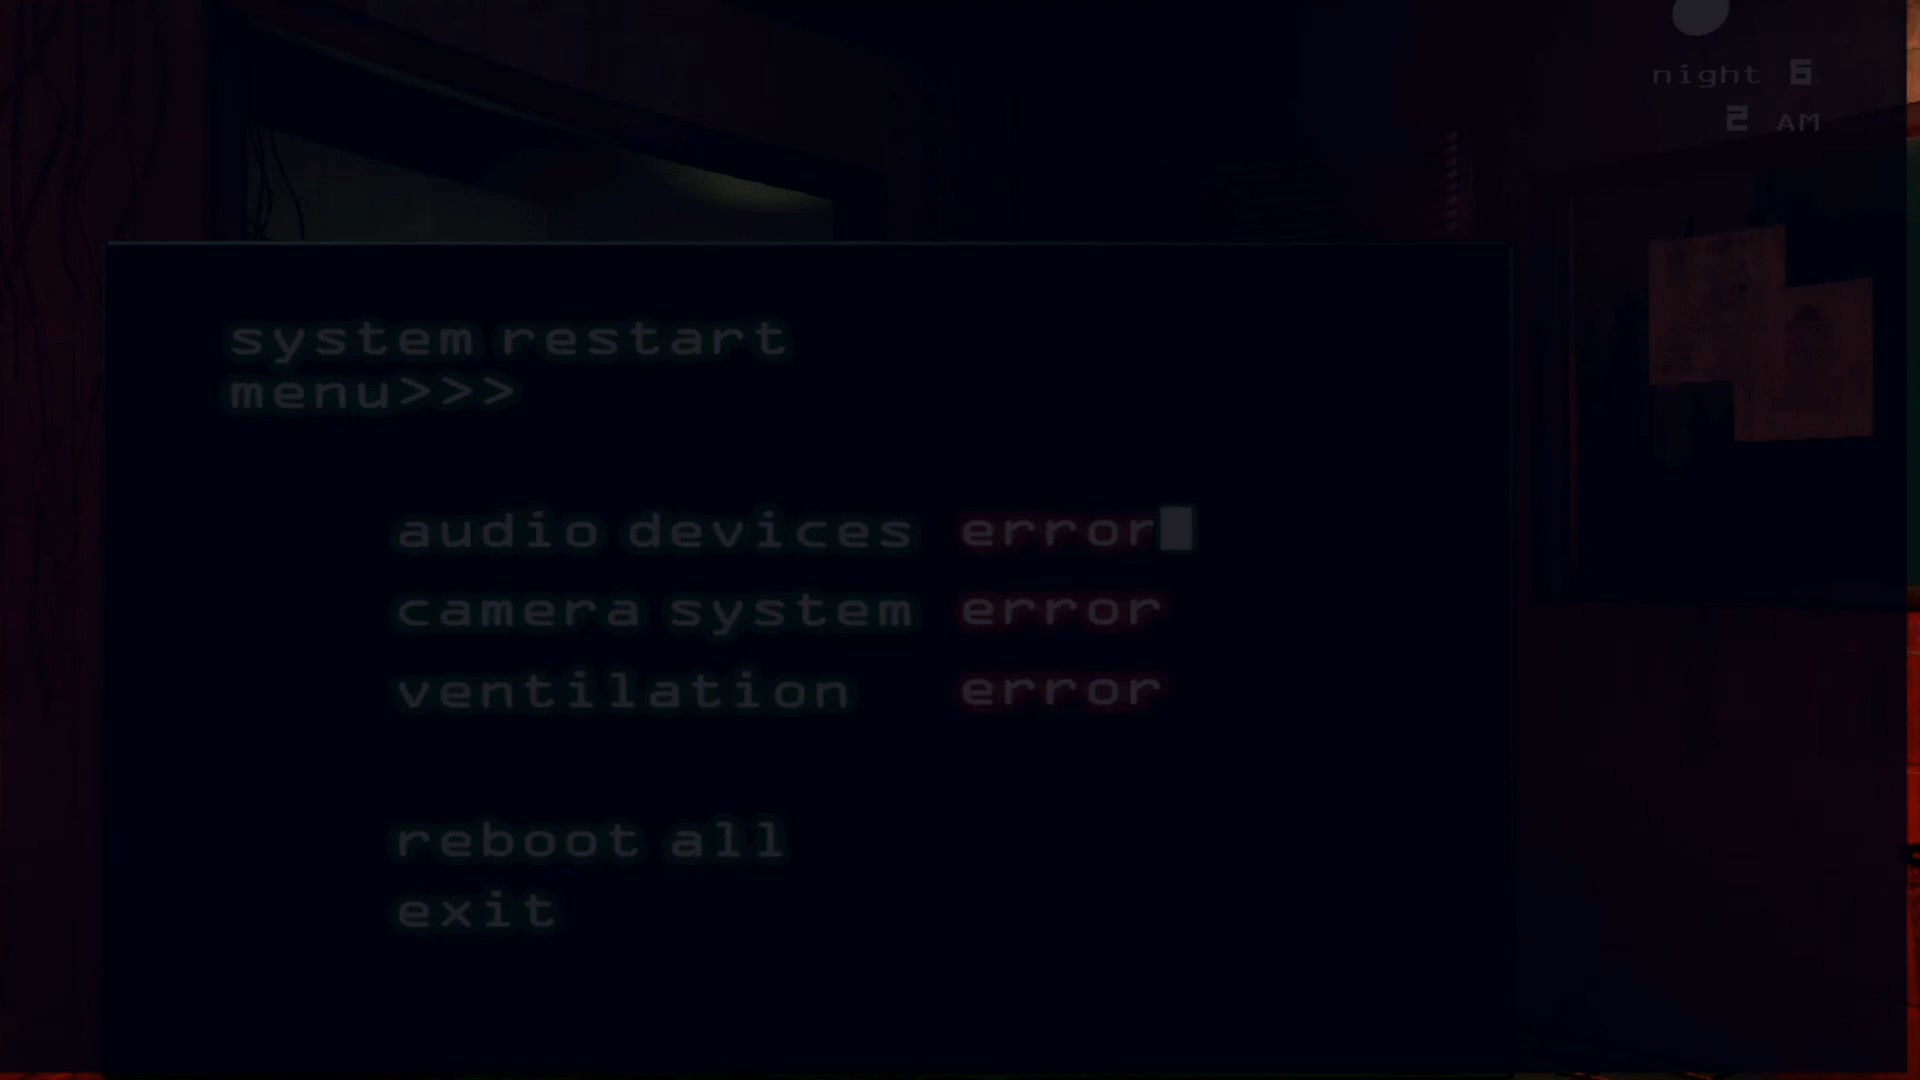 night 6
2 AM
system restart
menu>>>
audio devices error
camera system error
ventilation error
reboot all
exit